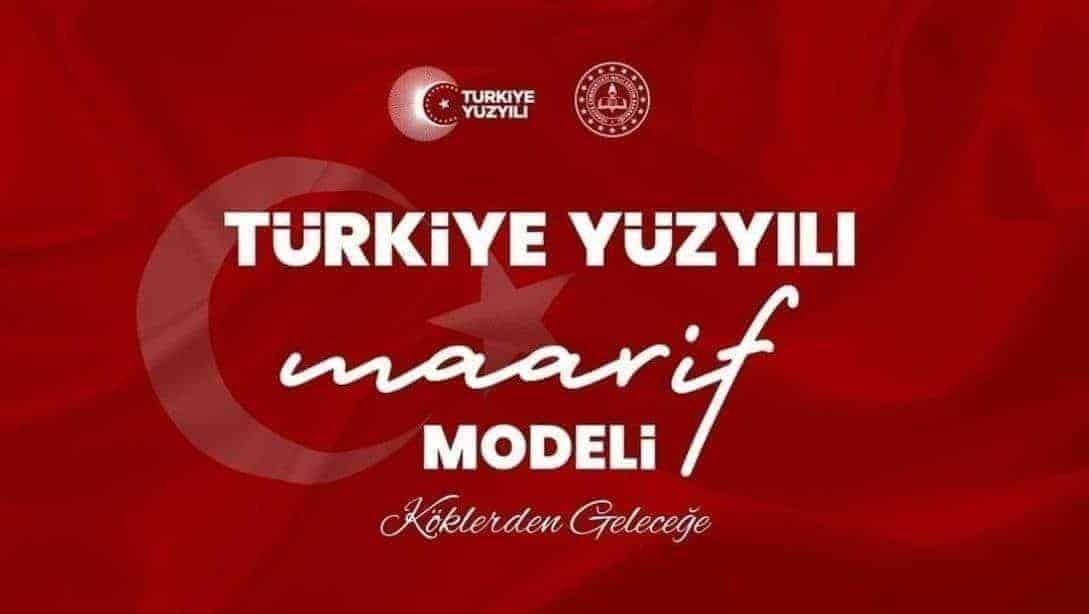 TÜRKİYE
YÜZYILI
TÜRKİYE YÜZYILI
maarif
MODELİ
Köklerden Geleceğe